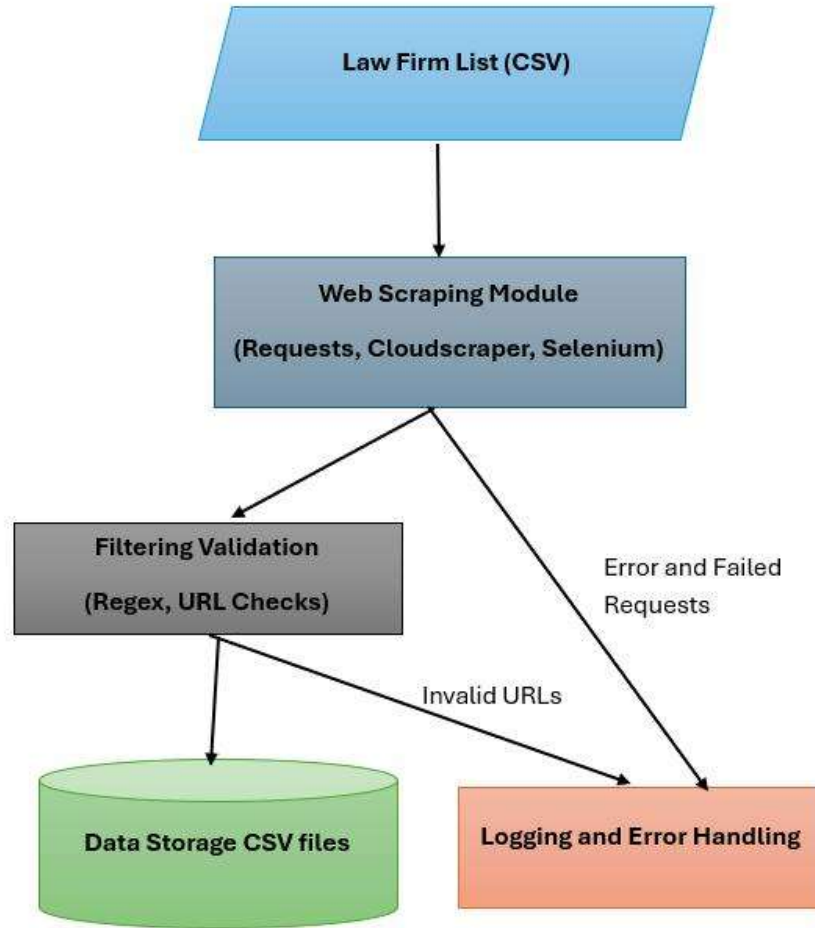 Law Firm List (CSV)
Web Scraping Module
(Requests, Cloudscraper, Selenium)
Filtering Validation
(Regex, URL Checks)
Error and Failed
Requests
Invalid URLs
Data Storage CSV files
Logging and Error Handling